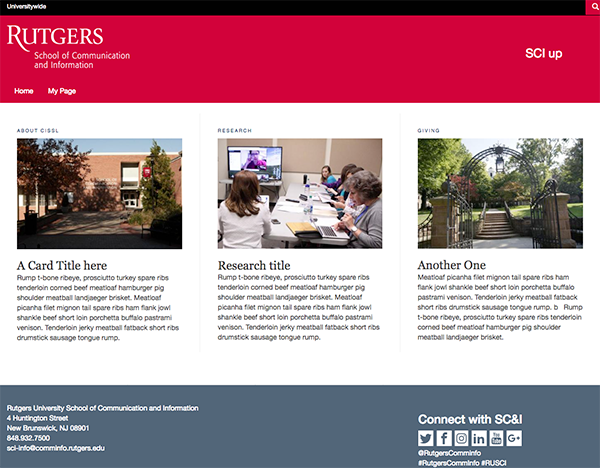 Universitywide
RUTGERS
School of Communication
and Information
SCI up
Home My Page
ABOUT CISSL
A Card Title here
Rump t-bone ribeye, prosciutto turkey spare ribs
tenderloin corned beef meatloaf hamburger pig
shoulder meatball landjaeger brisket. Meatloaf
picanha filet mignon tail spare ribs ham flank jowl
shankle beef short loin porchetta buffalo pastrami
venison. Tenderloin jerky meatball fatback short ribs
drumstick sausage tongue rump.
RESEARCH
Research title
Rump t-bone ribeye, prosciutto turkey spare ribs
tenderloin corned beef meatloaf hamburger pig
shoulder meatball landjaeger brisket. Meatloaf
picanha filet mignon tail spare ribs ham flank jowl
shankle beef short loin porchetta buffalo pastrami
venison. Tenderloin jerky meatball fatback short ribs
drumstick sausage tongue rump.
GIVING
Another One
Meatloaf picanha filet mignon tail spare ribs ham
flank jowl shankle beef short loin porchetta buffalo
pastrami venison. Tenderloin jerky meatball fatback
short ribs drumstick sausage tongue rump. b Rump
t-bone ribeye, prosciutto turkey spare ribs tenderloin
corned beef meatloaf hamburger pig shoulder
meatball landjaeger brisket.
Rutgers University School of Communication and Information
4 Huntington Street
New Brunswick, NJ 08901
848.932.7500
sci-info@comminfo.rutgers.edu
Connect with SC&I
@RutgersCommInfo
#RutgersCommInfo #RUSCI